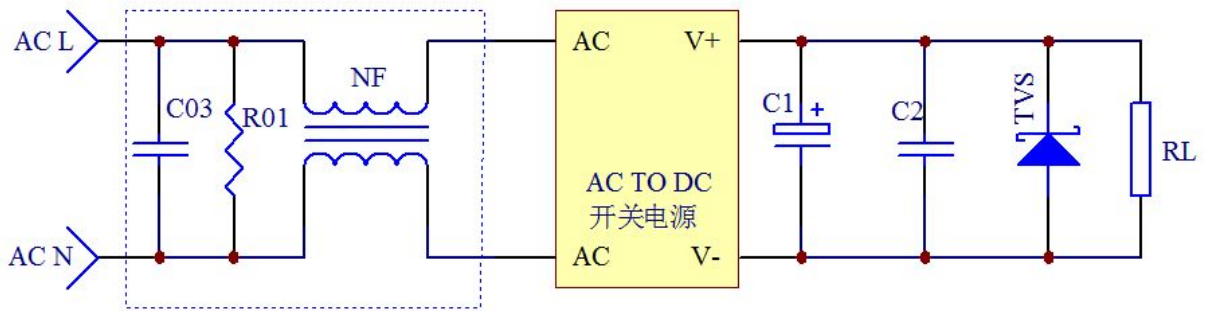 AC L
C03
R01
NF
AC
V+
AC TO DC
开关电源
AC
V-
C1
+
C2
TVS
RL
AC N